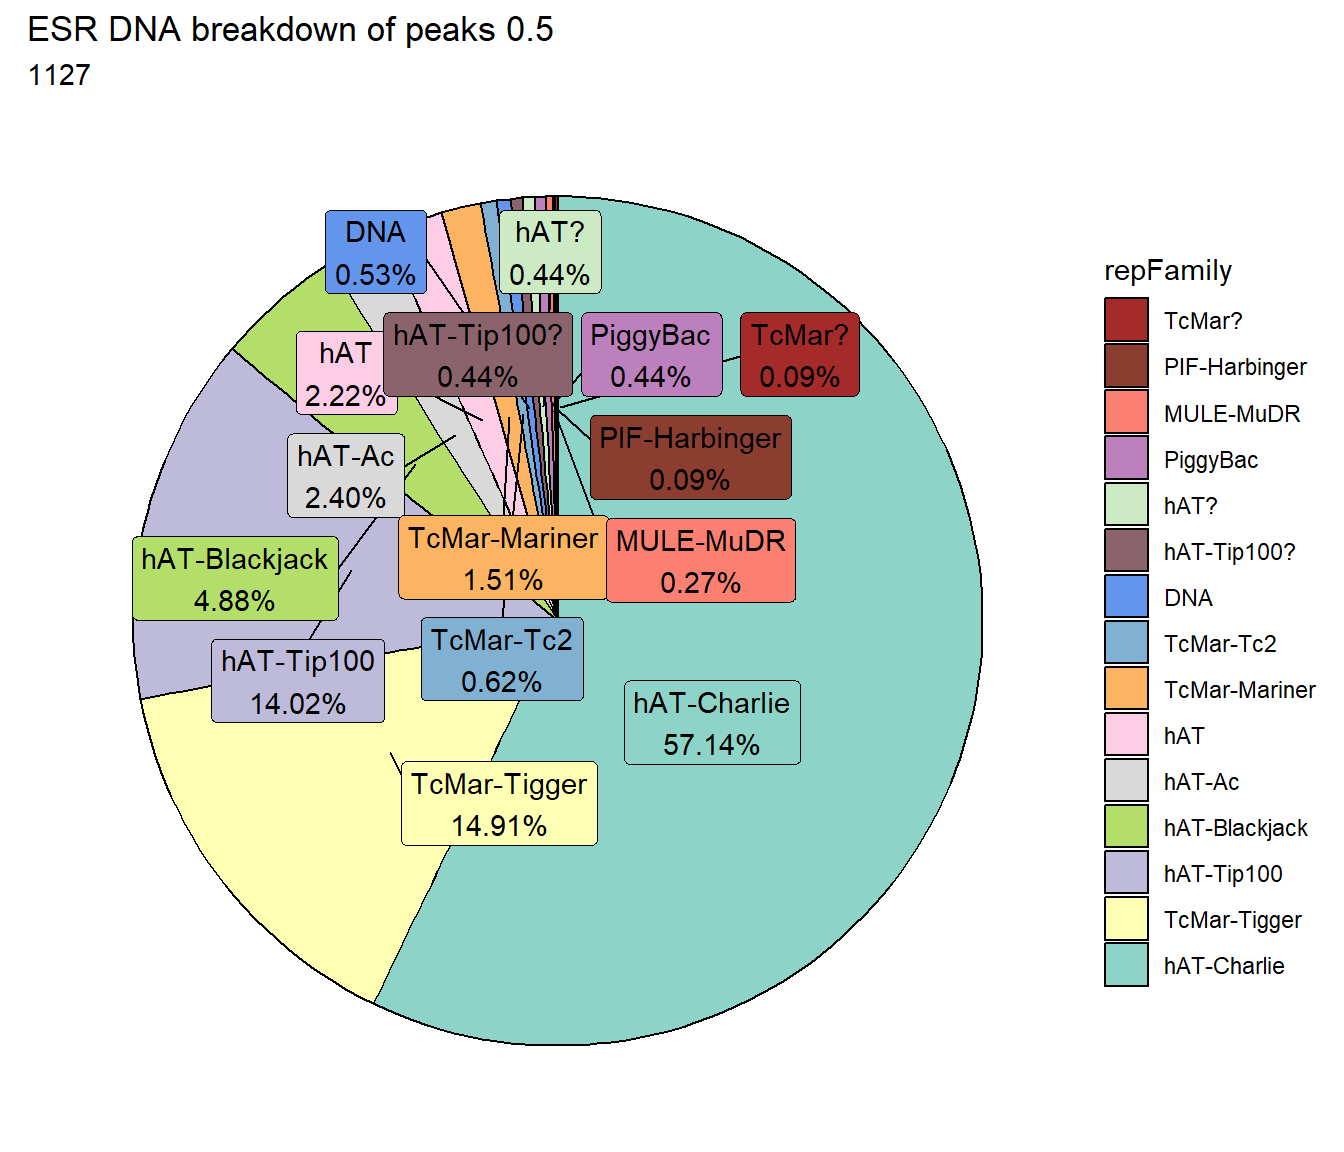 ESR DNA breakdown of peaks 0.5
1127
DNA
0.53%
hAT?
0.44%
hAT-Tip100?
0.44%
PiggyBac
0.44%
TcMar?
0.09%
hAT
2.22%
PIF-Harbinger
0.09%
hAT-Ac
2.40%
TcMar-Mariner
1.51%
MULE-MuDR
0.27%
hAT-Blackjack
4.88%
TcMar-Tc2
0.62%
hAT-Tip100
14.02%
hAT-Charlie
57.14%
TcMar-Tigger
14.91%
repFamily
TcMar?
PIF-Harbinger
MULE-MuDR
PiggyBac
hAT?
hAT-Tip100?
DNA
TcMar-Tc2
TcMar-Mariner
hAT
hAT-Ac
hAT-Blackjack
hAT-Tip100
TcMar-Tigger
hAT-Charlie